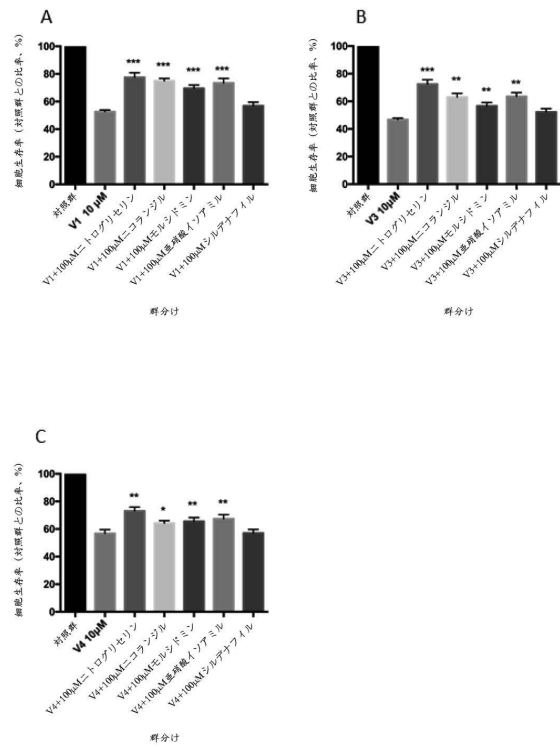 A
細胞生存率（対照群との比率、%）
100
80
60
40
20
0
*** *** *** ***
対照群
V1 10 μM
V1+100μMニトログリセリン
V1+100μMニコランジル
V1+100μMモルシドミン
V1+100μM亜硝酸イソアミル
V1+100μMシルデナフィル
群分け
B
細胞生存率（対照群との比率、%）
100
80
60
40
20
0
*** ** ** **
対照群
V3 10 μM
V3+100μMニトログリセリン
V3+100μMニコランジル
V3+100μMモルシドミン
V3+100μM亜硝酸イソアミル
V3+100μMシルデナフィル
群分け
C
細胞生存率（対照群との比率、%）
100
80
60
40
20
0
** * ** **
対照群
V4 10μM
V4+100μMニトログリセリン
V4+100μMニコランジル
V4+100μMモルシドミン
V4+100μM亜硝酸イソアミル
V4+100μMシルデナフィル
群分け